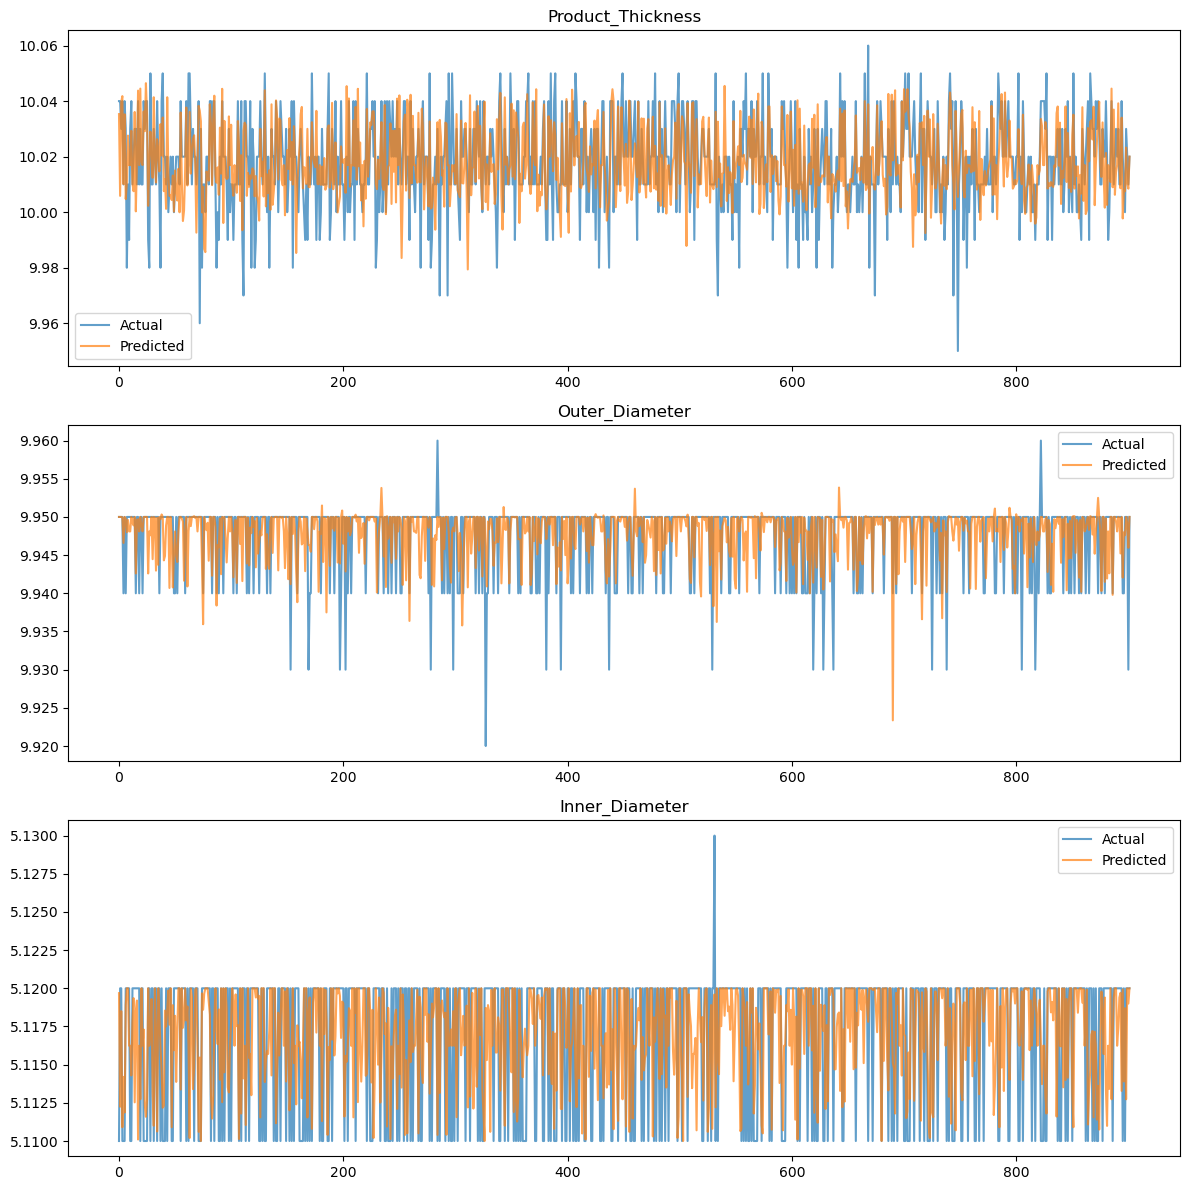 Product_Thickness
10.06
10.04
10.02
10.00
9.98
9.96
Actual
Predicted
0 200 400 600 800
Outer_Diameter
9.960
9.955
9.950
9.945
9.940
9.935
9.930
9.925
9.920
Actual
Predicted
0 200 400 600 800
Inner_Diameter
5.1300
5.1275
5.1250
5.1225
5.1200
5.1175
5.1150
5.1125
5.1100
Actual
Predicted
0 200 400 600 800